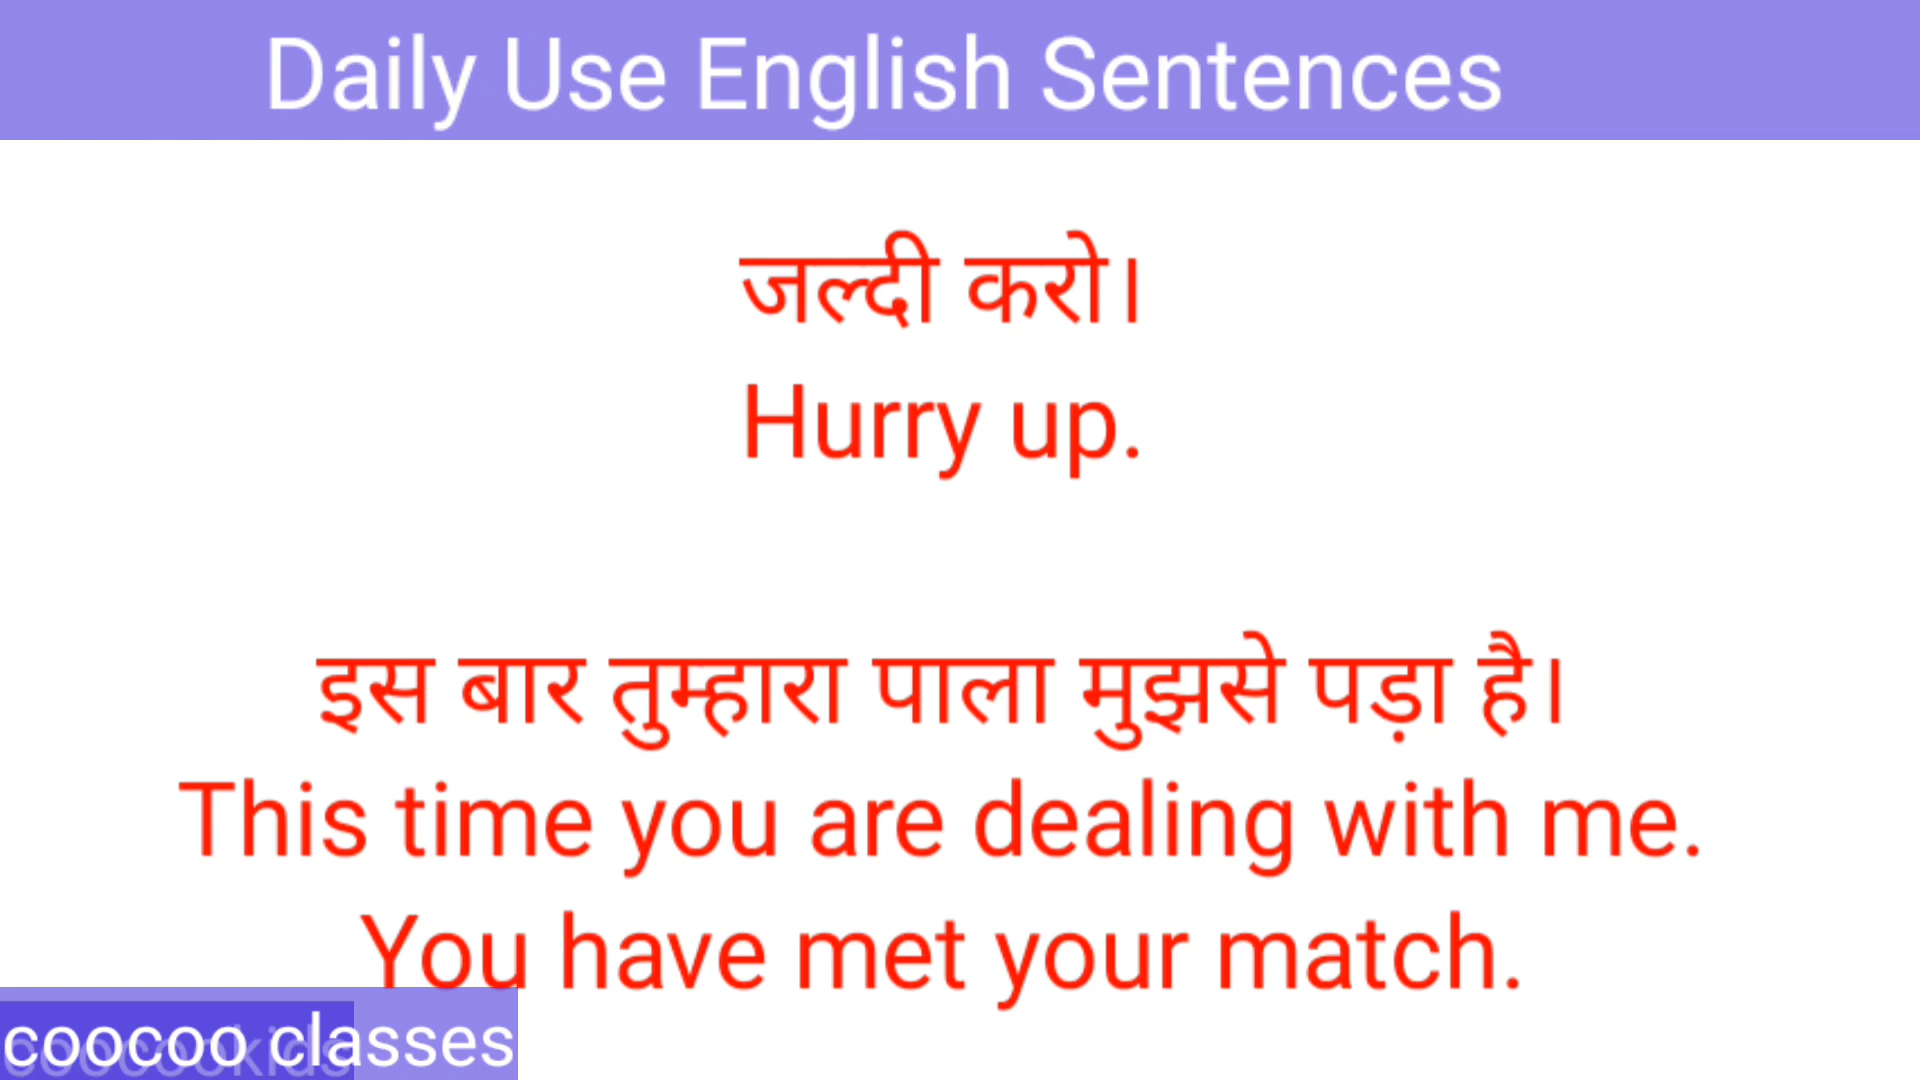 Daily Use English Sentences
जल्दी करो।
Hurry up.
इस बार तुम्हारा पाला मुझसे पड़ा है।
This time you are dealing with me.
You have met your match.
coocoo classes
coocookids